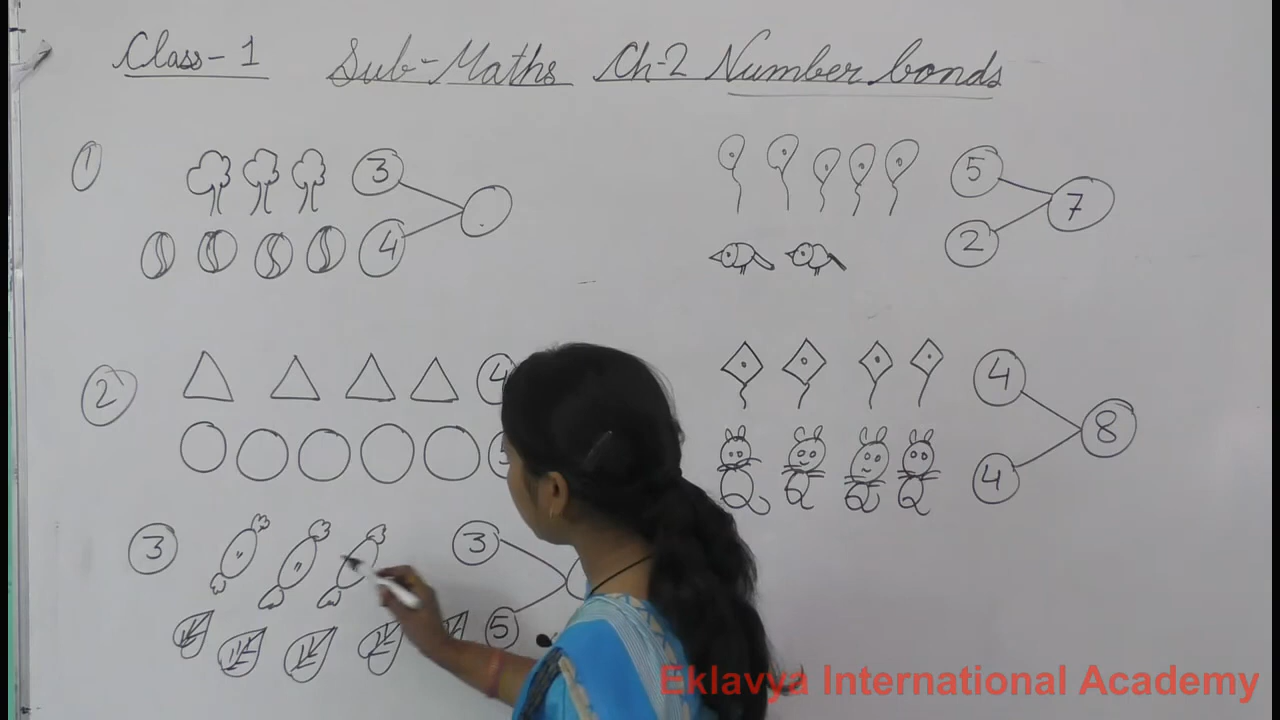 Class-1 Sub-Maths Ch-2 Number bonds
① 3 4
5 2 7
② 4 5
4 4 8
③ 3 5
Eklavya International Academy